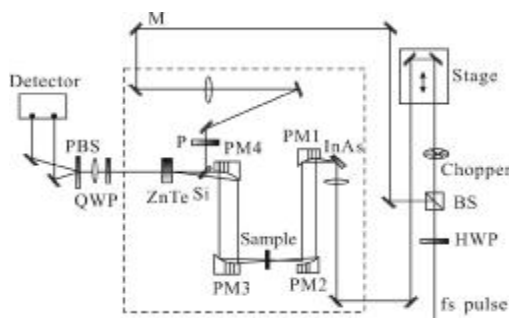 M
Detector
Stage
P
PM1
InAs
PBS
PM4
Chopper
QWP
ZnTe
Si
BS
Sample
HWP
PM3
PM2
fs pulse